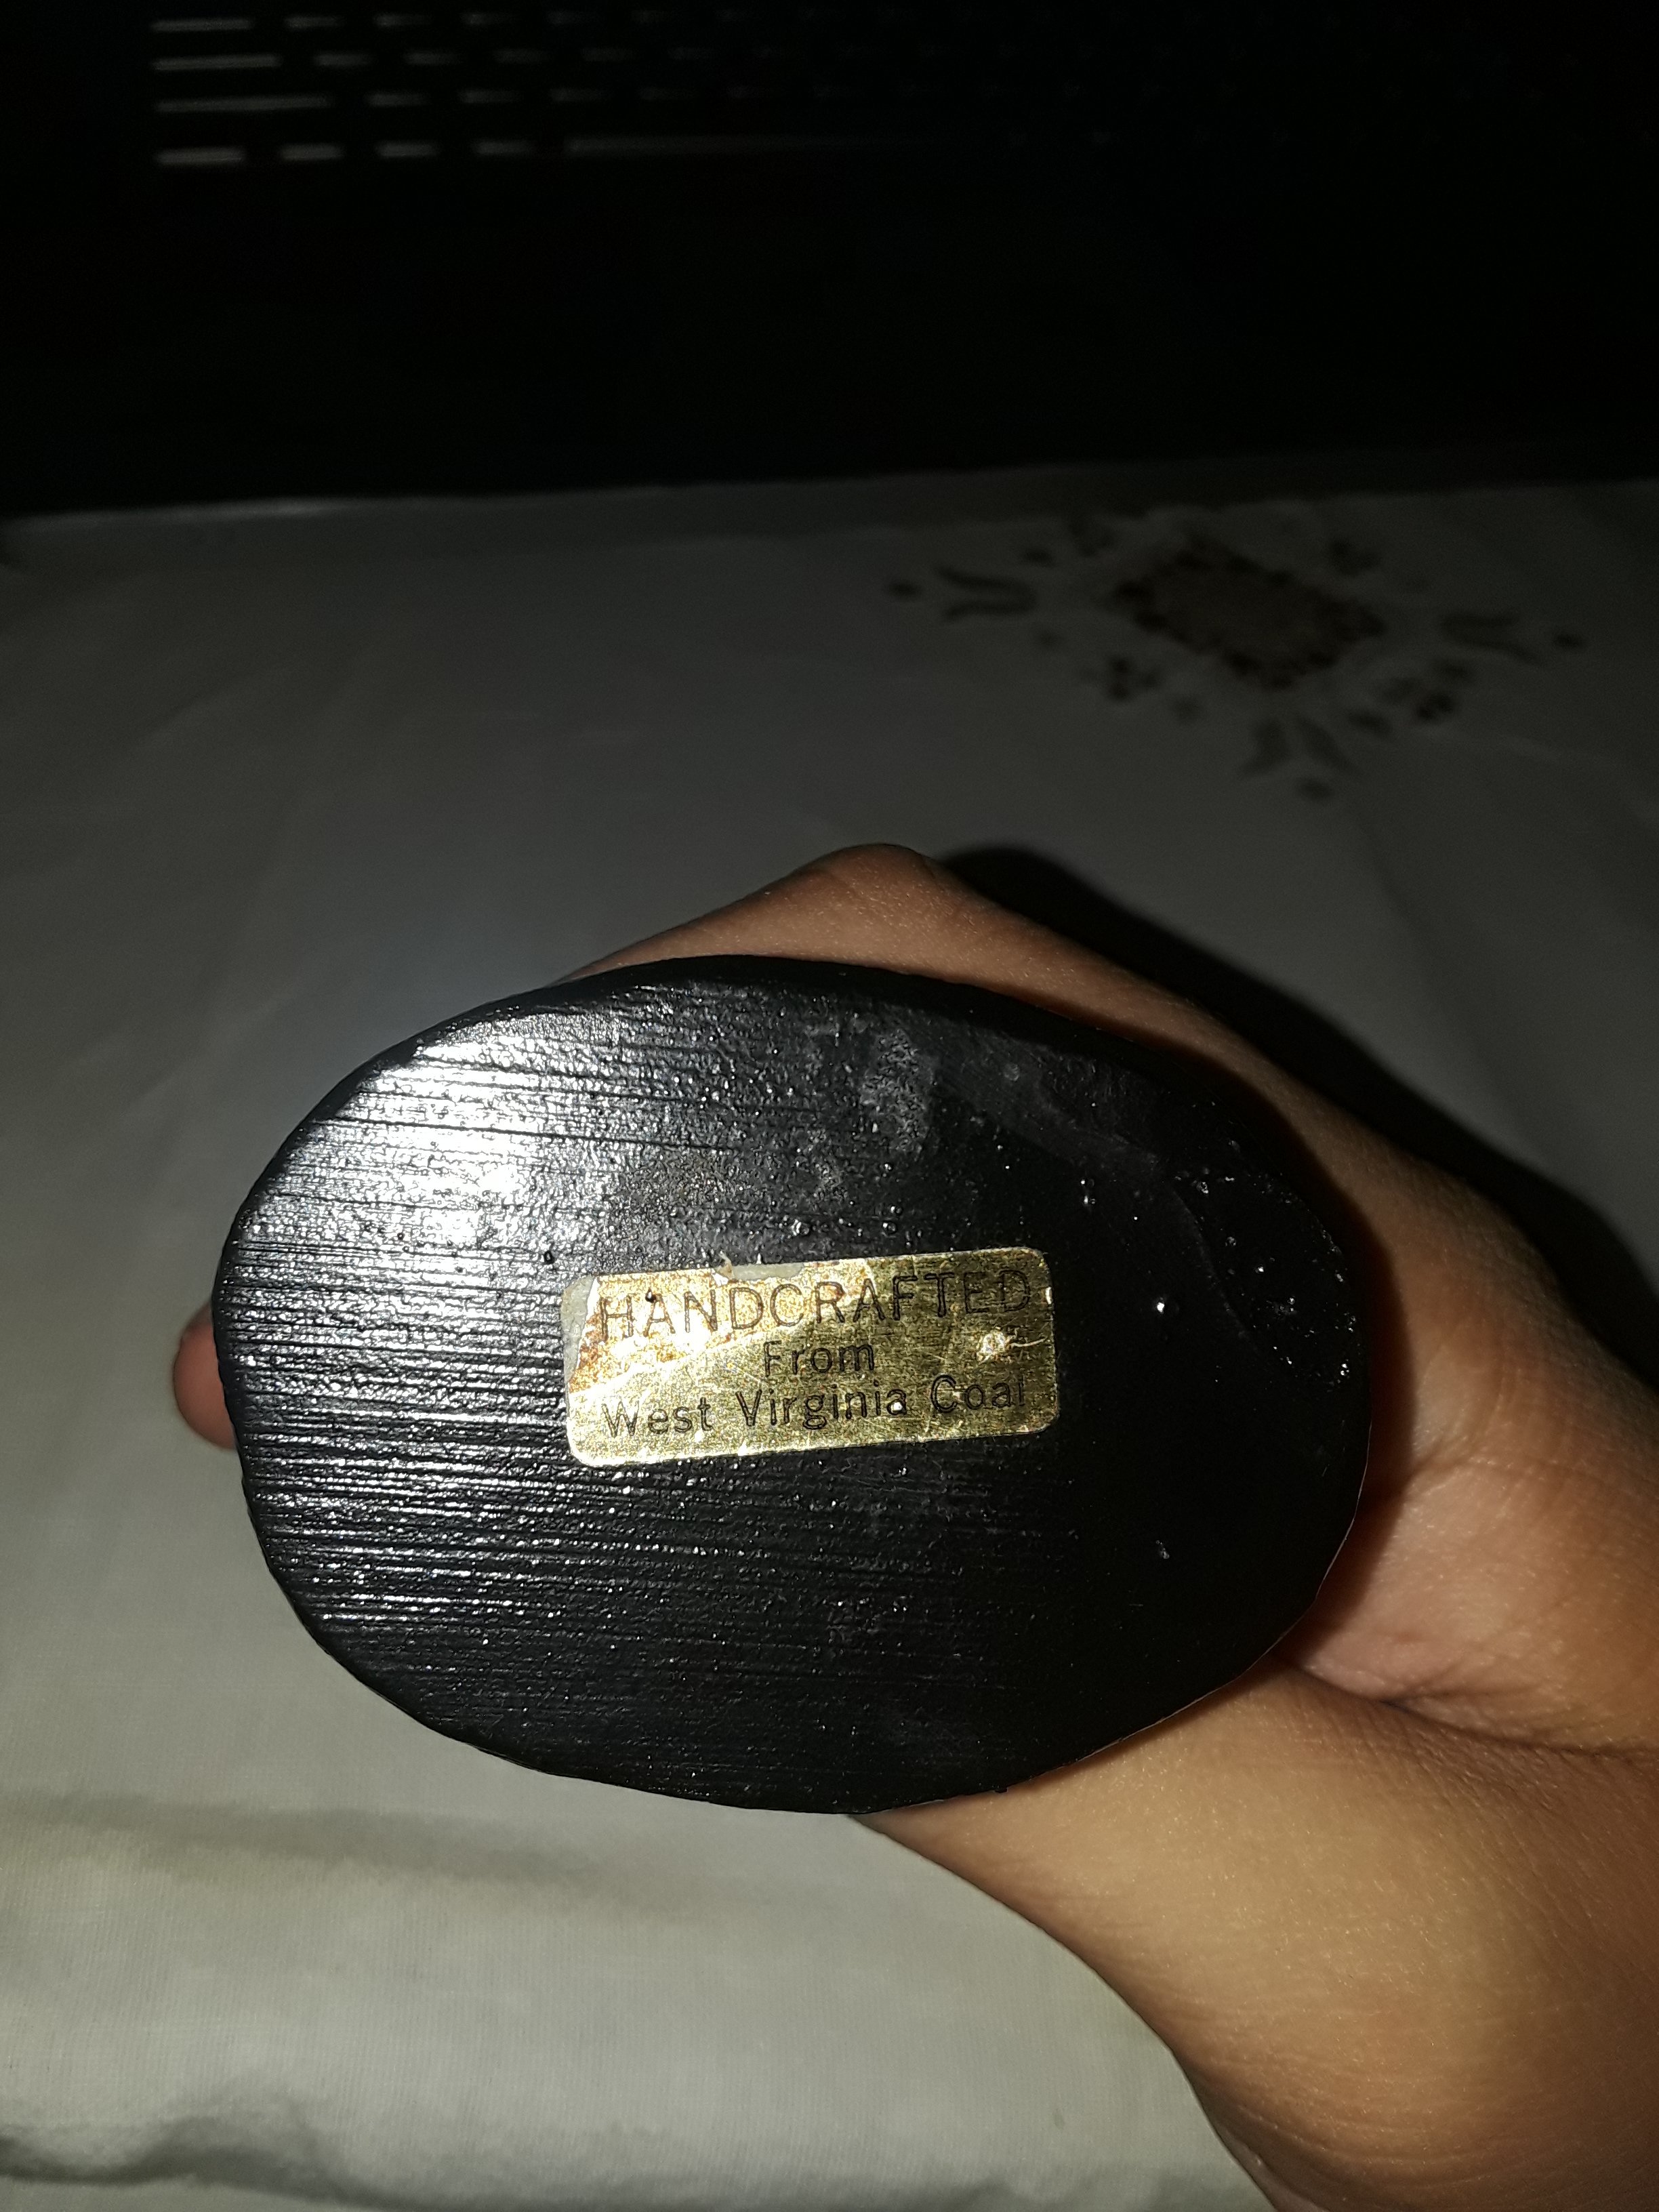 HANDCRAFTED
From
West Virginia Coal